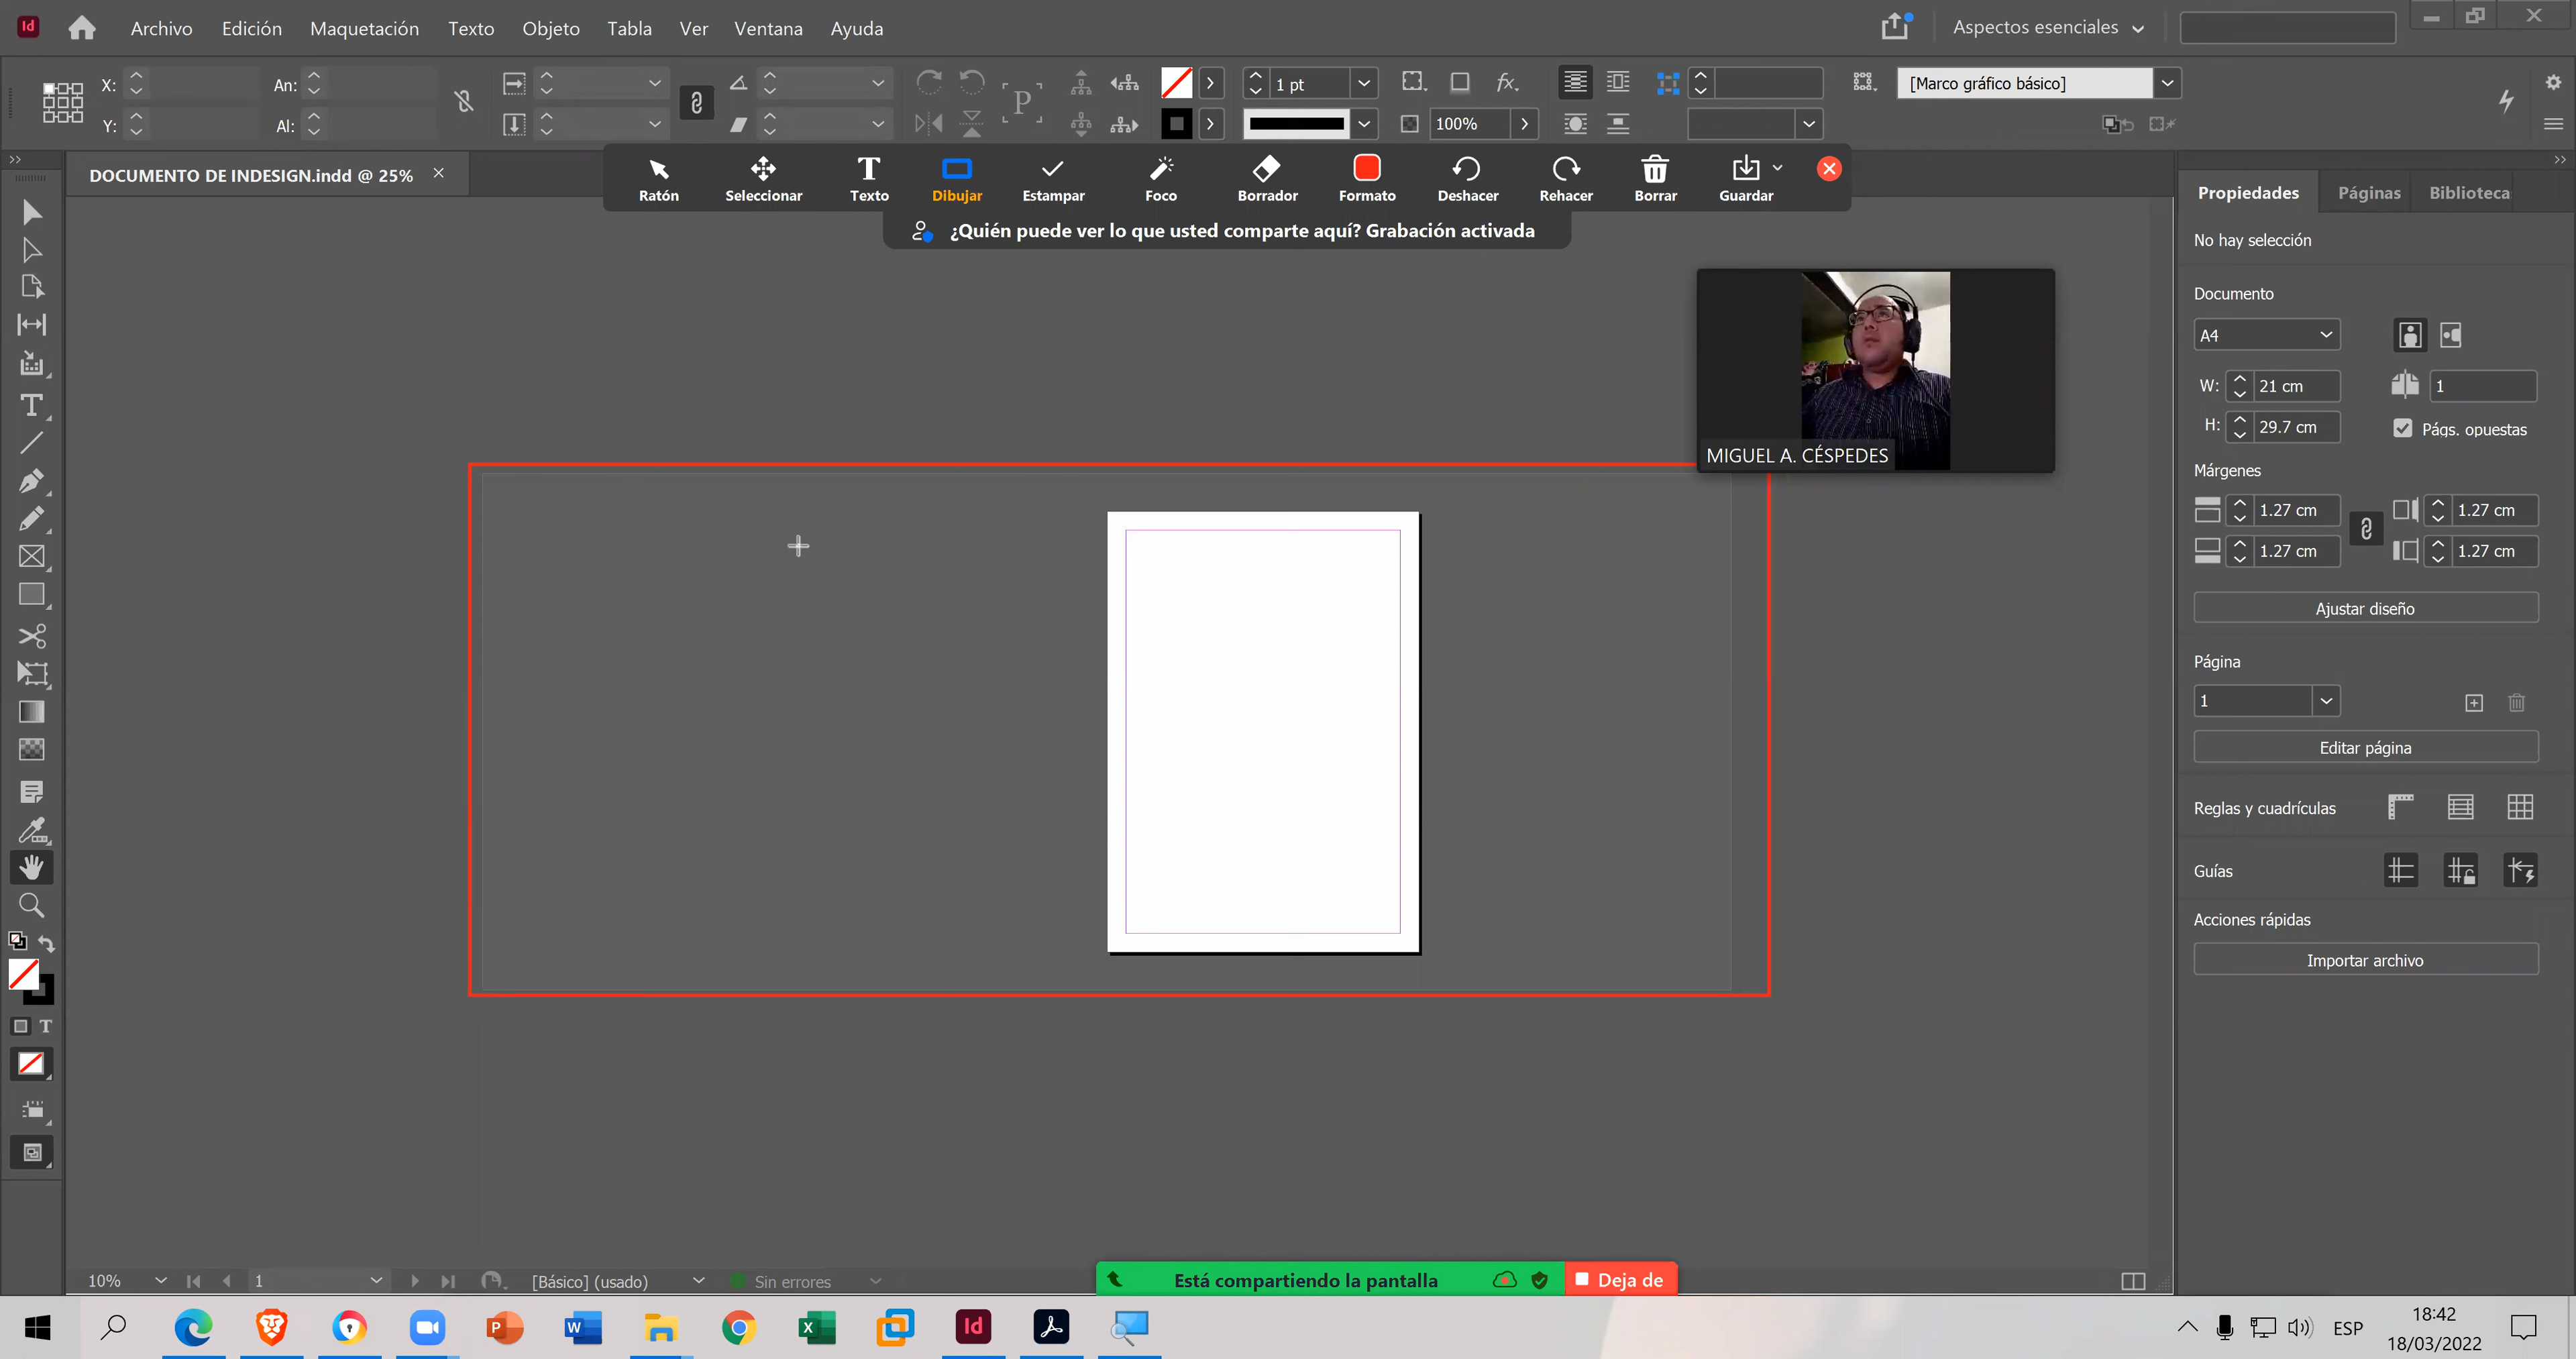 Id
Archivo Edición Maquetación Texto Objeto Tabla Ver Ventana Ayuda
Aspectos esenciales
X: An:
Y: Al:
P
1 pt
fx.
100%
[Marco gráfico básico]
DOCUMENTO DE INDESIGN.indd @ 25% ×
Ratón Seleccionar Texto Dibujar Estampar Foco Borrador Formato Deshacer Rehacer Borrar Guardar
¿Quién puede ver lo que usted comparte aquí? Grabación activada
MIGUEL A. CÉSPEDES
Propiedades Páginas Biblioteca
No hay selección
Documento
A4
W: 21 cm 1
H: 29.7 cm Págs. opuestas
Márgenes
1.27 cm 1.27 cm
1.27 cm 1.27 cm
Ajustar diseño
Página
1
Editar página
Reglas y cuadrículas
Guías
Acciones rápidas
Importar archivo
10% 1 [Básico] (usado) Sin errores
Está compartiendo la pantalla Deja de
ESP
18:42
18/03/2022